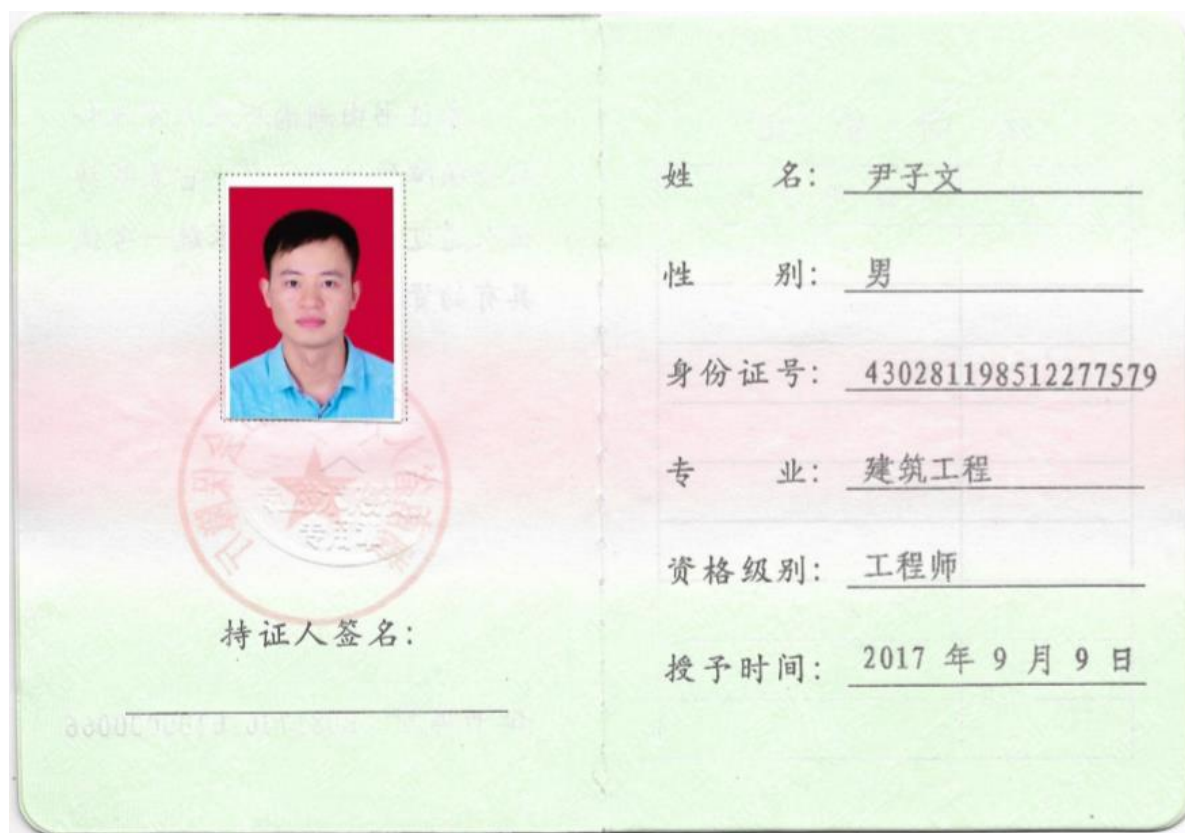 持证人签名：
姓 名： 尹子文
性 别： 男
身份证号： 430281198512277579
专 业： 建筑工程
资格级别： 工程师
授予时间： 2017 年 9 月 9 日